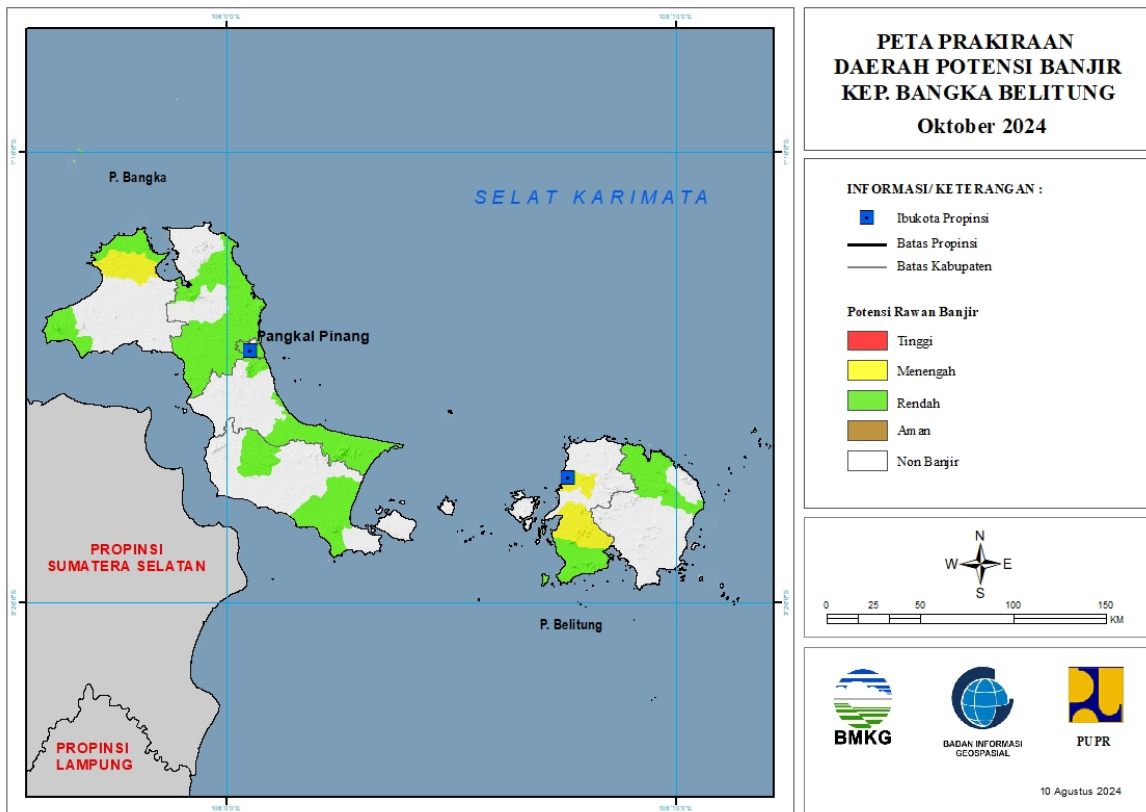 PETA PRAKIRAAN
DAERAH POTENSI BANJIR
KEP. BANGKA BELITUNG
Oktober 2024
P. Bangka
SELAT KARIMATA
Pangkal Pinang
PROPINSI
SUMATERA SELATAN
P. Belitung
PROPINSI
LAMPUNG
INFORMASI/ KETERANGAN :
Ibukota Propinsi
Batas Propinsi
Batas Kabupaten
Potensi Rawan Banjir
Tinggi
Menengah
Rendah
Aman
Non Banjir
N
W E
S
0 25 50 100 150
KM
BMKG
BADAN INFORMASI
GEOSPASIAL
PUPR
10 Agustus 2024